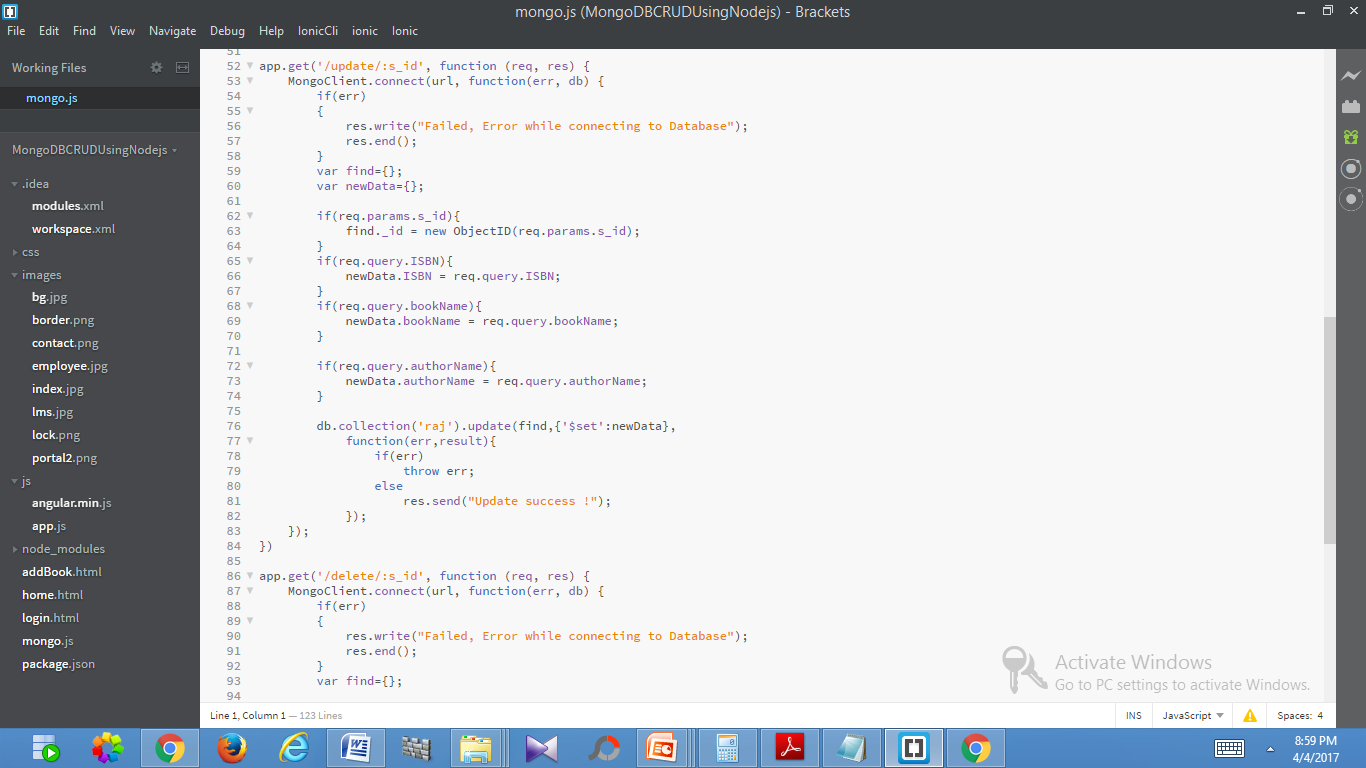 mongo.js (MongoDBCRUDUsingNodejs) - Brackets
File Edit Find View Navigate Debug Help IonicCli ionic Ionic
Working Files
mongo.js
MongoDBCRUDUsingNodejs
.idea
modules.xml
workspace.xml
css
images
bg.jpg
border.png
contact.png
employee.jpg
index.jpg
lms.jpg
lock.png
portal2.png
js
angular.min.js
app.js
node_modules
addBook.html
home.html
login.html
mongo.js
package.json
51
52 app.get('/update/:s_id', function (req, res) {
53 MongoClient.connect(url, function(err, db) {
54 if(err)
55 {
56 res.write("Failed, Error while connecting to Database");
57 res.end();
58 }
59 var find={};
60 var newData={};
61
62 if(req.params.s_id){
63 find._id = new ObjectID(req.params.s_id);
64 }
65 if(req.query.ISBN){
66 newData.ISBN = req.query.ISBN;
67 }
68 if(req.query.bookName){
69 newData.bookName = req.query.bookName;
70 }
71
72 if(req.query.authorName){
73 newData.authorName = req.query.authorName;
74 }
75
76 db.collection('raj').update(find,{'$set':newData},
77 function(err,result){
78 if(err)
79 throw err;
80 else
81 res.send("Update success !");
82 });
83 });
84 })
85
86 app.get('/delete/:s_id', function (req, res) {
87 MongoClient.connect(url, function(err, db) {
88 if(err)
89 {
90 res.write("Failed, Error while connecting to Database");
91 res.end();
92 }
93 var find={};
94
Activate Windows
Go to PC settings to activate Windows.
Line 1, Column 1 — 123 Lines
INS JavaScript Spaces: 4
8:59 PM
4/4/2017